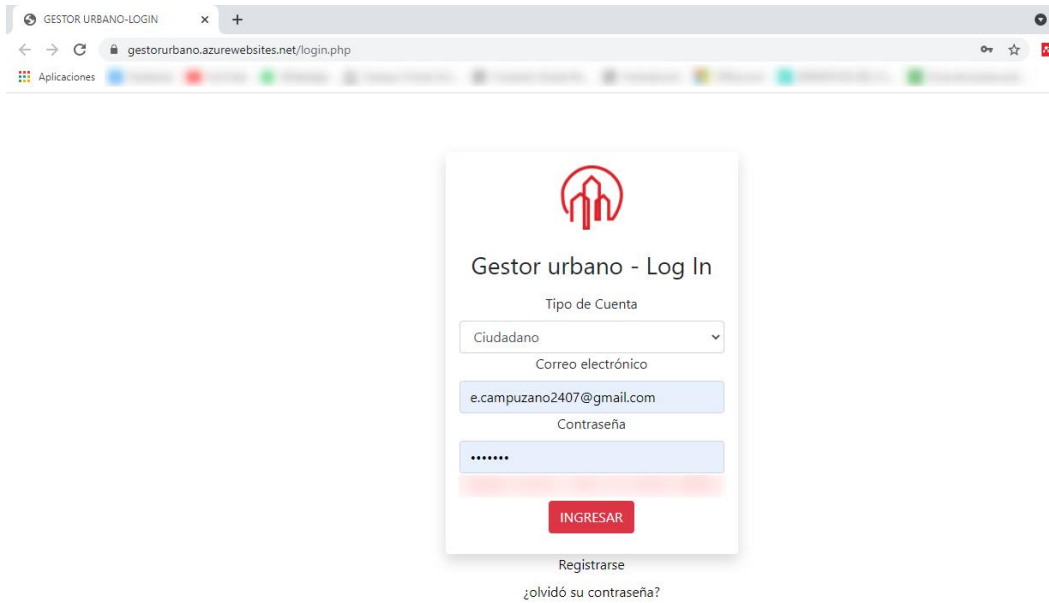 GESTOR URBANO-LOGIN
gestorurbano.azurewebsites.net/login.php
Aplicaciones
Gestor urbano - Log In
Tipo de Cuenta
Ciudadano
Correo electrónico
e.campuzano2407@gmail.com
Contraseña
•••••••
INGRESAR
Registrarse
¿olvidó su contraseña?